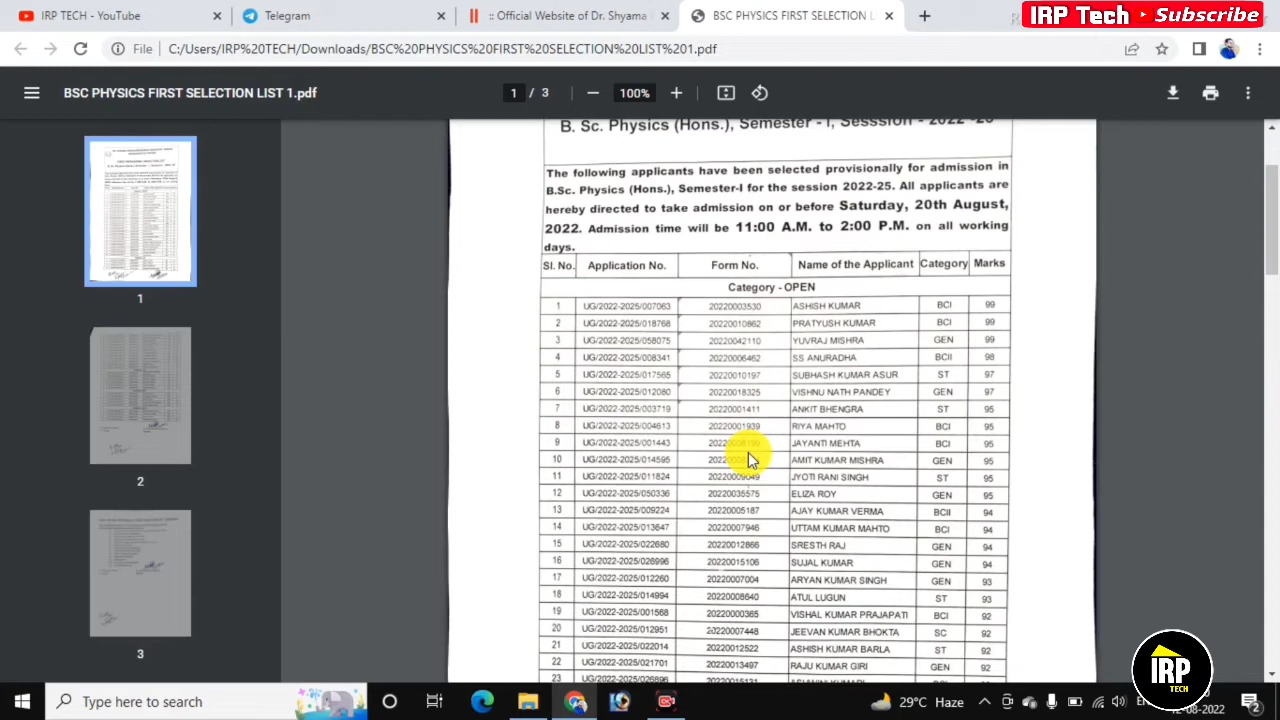 IRP TECH - YouTube
Telegram
:: Official Website of Dr. Shyama
BSC PHYSICS FIRST SELECTION L
IRP Tech Subscribe
File C:/Users/IRP%20TECH/Downloads/BSC%20PHYSICS%20FIRST%20SELECTION%20LIST%201.pdf
BSC PHYSICS FIRST SELECTION LIST 1.pdf
1 / 3
100%
B. Sc. Physics (Hons.), Semester - I,
The following applicants have been selected provisionally for admission in
B.Sc. Physics (Hons.), Semester-I for the session 2022-25. All applicants are
hereby directed to take admission on or before Saturday, 20th August,
2022. Admission time will be 11:00 A.M. to 2:00 P.M. on all working
days.
Sl. No. Application No. Form No. Name of the Applicant Category Marks
Category - OPEN
1 UG/2022-2025/007063 20220003530 ASHISH KUMAR BCI 99
2 UG/2022-2025/018768 20220010862 PRATYUSH KUMAR BCI 99
3 UG/2022-2025/058075 20220042110 YUVRAJ MISHRA GEN 99
4 UG/2022-2025/008341 20220006462 SS ANURADHA BCII 98
5 UG/2022-2025/017565 20220010197 SUBHASH KUMAR ASUR ST 97
6 UG/2022-2025/012080 20220018325 VISHNU NATH PANDEY GEN 97
7 UG/2022-2025/003719 20220001411 ANKIT BHENGRA ST 95
8 UG/2022-2025/004613 20220001939 RIYA MAHTO BCI 95
9 UG/2022-2025/001443 JAYANTI MEHTA BCI 95
10 UG/2022-2025/014595 AMIT KUMAR MISHRA GEN 95
11 UG/2022-2025/011824 20220009049 JYOTI RANI SINGH ST 95
12 UG/2022-2025/050336 20220035575 ELIZA ROY GEN 95
13 UG/2022-2025/009224 20220005187 AJAY KUMAR VERMA BCII 94
14 UG/2022-2025/013647 20220007946 UTTAM KUMAR MAHTO BCI 94
15 UG/2022-2025/022680 20220012866 SRESTH RAJ GEN 94
16 UG/2022-2025/026996 20220015106 SUJAL KUMAR GEN 94
17 UG/2022-2025/012260 20220007004 ARYAN KUMAR SINGH GEN 93
18 UG/2022-2025/014994 20220008640 ATUL LUGUN ST 93
19 UG/2022-2025/001568 20220000365 VISHAL KUMAR PRAJAPATI BCI 92
20 UG/2022-2025/012951 20220007448 JEEVAN KUMAR BHOKTA SC 92
21 UG/2022-2025/022014 20220012522 ASHISH KUMAR BARLA ST 92
22 UG/2022-2025/021701 20220013497 RAJU KUMAR GIRI GEN 92
23
1
2
3
IRP
TECH
Type here to search
29°C Haze
2